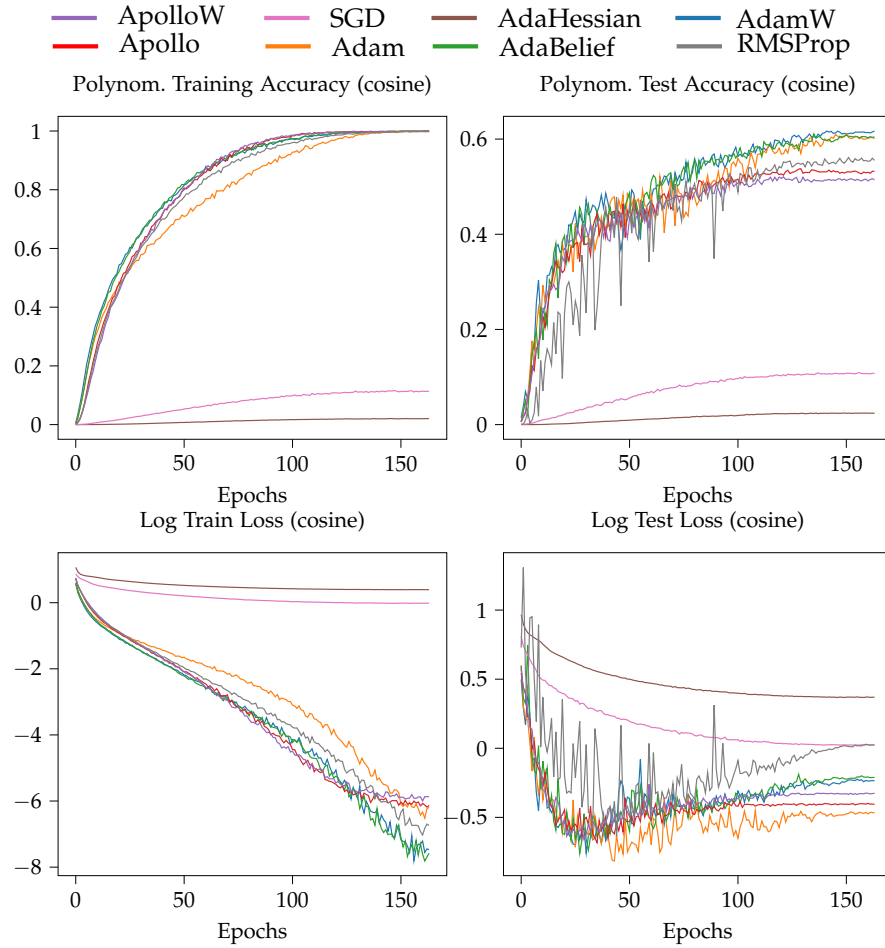 ApolloW SGD AdaHessian AdamW
Apollo Adam AdaBelief RMSProp
Polynom. Training Accuracy (cosine)
1
0.8
0.6
0.4
0.2
0
0 50 100 150
Epochs
Polynom. Test Accuracy (cosine)
0.6
0.4
0.2
0
0 50 100 150
Epochs
Log Train Loss (cosine)
0
−2
−4
−6
−8
0 50 100 150
Epochs
Log Test Loss (cosine)
1
0.5
0
−0.5
0 50 100 150
Epochs